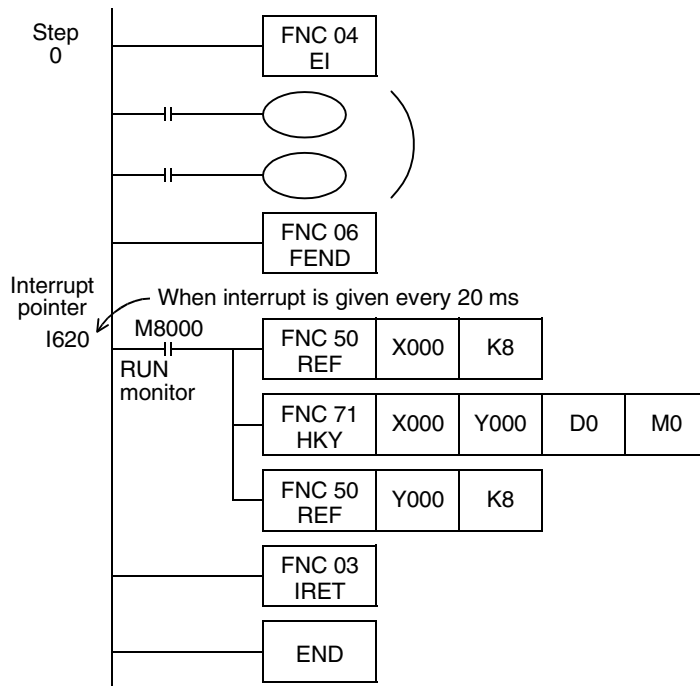 Step
0
FNC 04
EI
FNC 06
FEND
Interrupt
pointer
I620
When interrupt is given every 20 ms
M8000
RUN
monitor
FNC 50
REF
X000
K8
FNC 71
HKY
X000
Y000
D0
M0
FNC 50
REF
Y000
K8
FNC 03
IRET
END